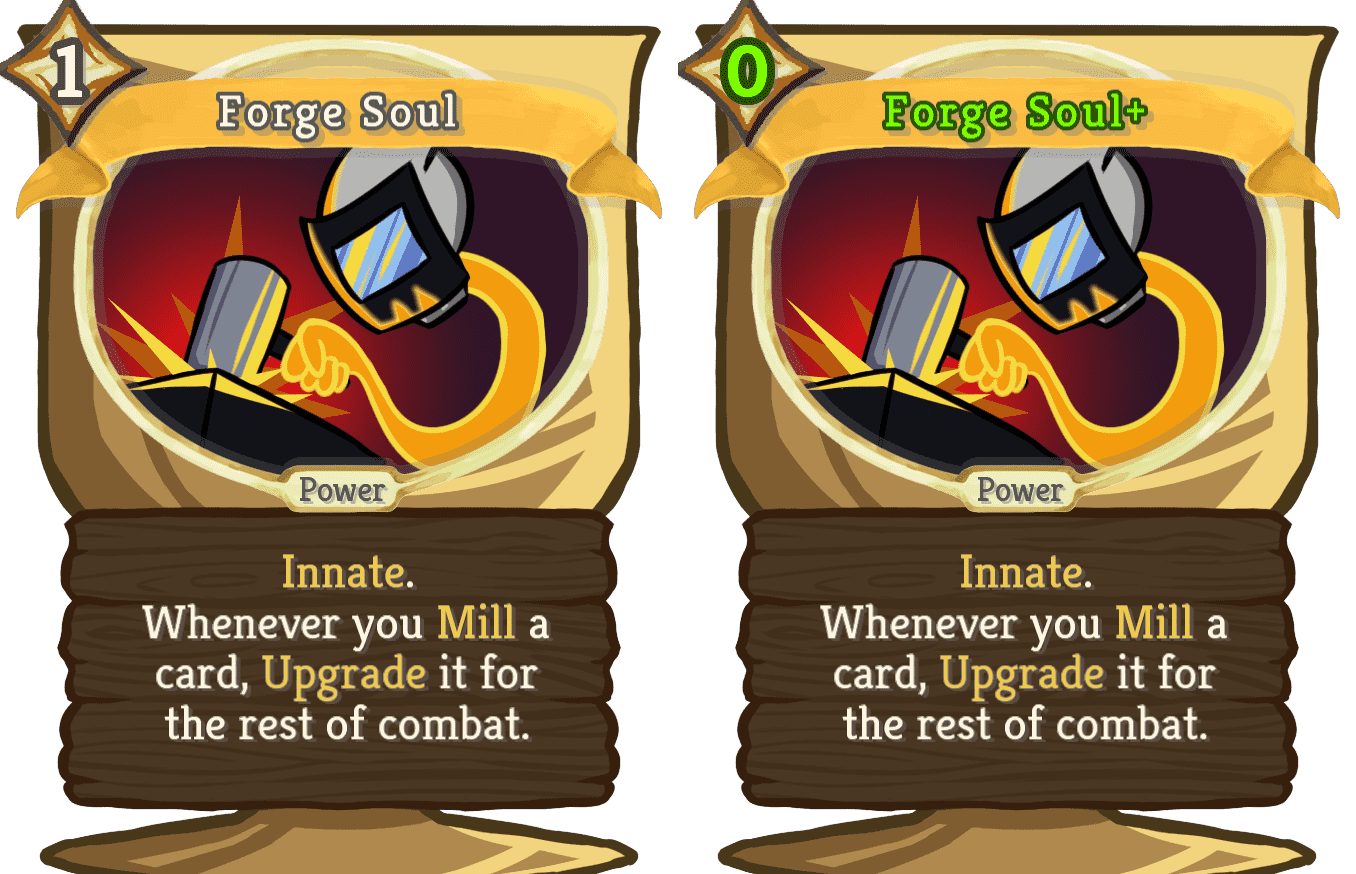 1
Forge Soul
Power
Innate.
Whenever you Mill a
card, Upgrade it for
the rest of combat.
0
Forge Soul+
Power
Innate.
Whenever you Mill a
card, Upgrade it for
the rest of combat.